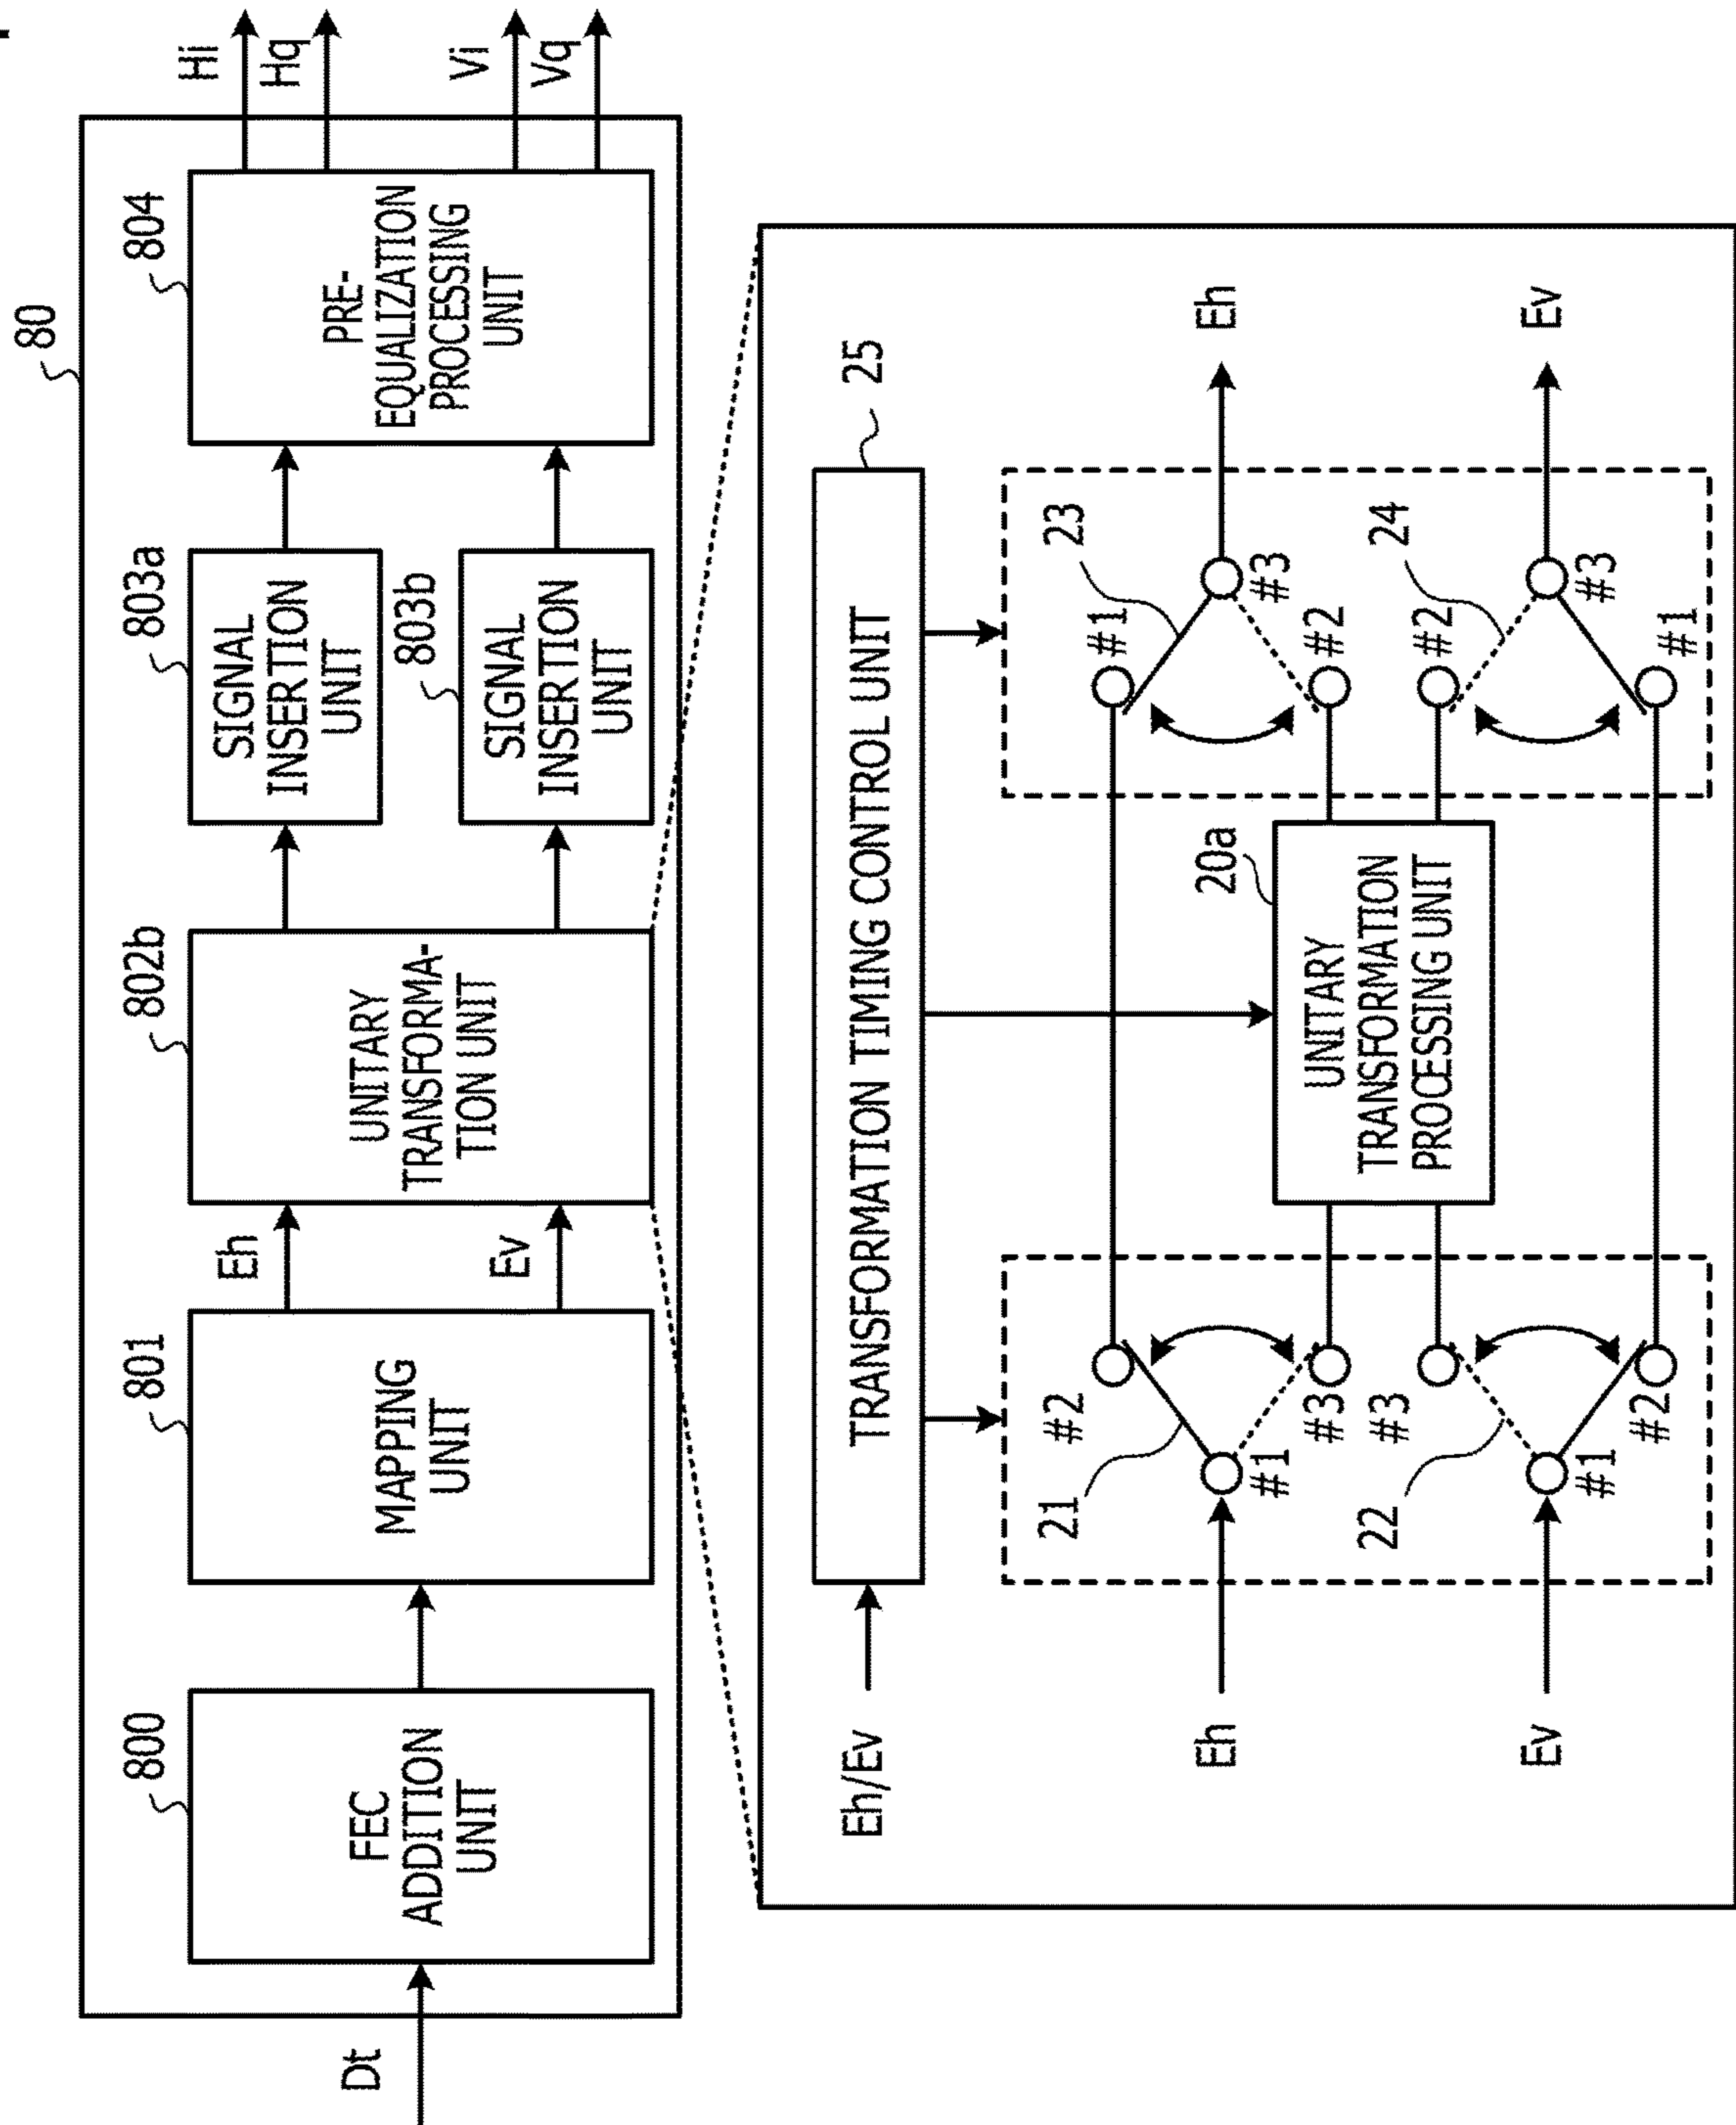 80
Dt
800
FEC
ADDITION
UNIT
801
MAPPING
UNIT
Eh
Ev
802b
UNITARY
TRANSFORMA-
TION UNIT
803a
SIGNAL
INSERTION
UNIT
803b
SIGNAL
INSERTION
UNIT
804
PRE-
EQUALIZATION
PROCESSING
UNIT
Hi
Hq
Vi
Vq
Eh/Ev
TRANSFORMATION TIMING CONTROL UNIT
25
Eh
21
#2
#1
#3
Ev
22
#3
#1
#2
20a
UNITARY
TRANSFORMATION
PROCESSING UNIT
23
#1
#3
#2
Eh
24
#2
#3
#1
Ev